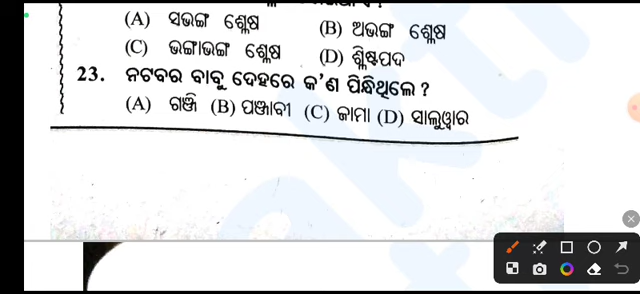 (A) ସଭଙ୍ଗ ଶ୍ଳେଷ (B) ଅଭଙ୍ଗ ଶ୍ଳେଷ
(C) ଭଙ୍ଗାଭଙ୍ଗ ଶ୍ଳେଷ (D) ଶ୍ଳିଷ୍ଟପଦ
23. ନଟବର ବାବୁ ଦେହରେ କ'ଣ ପିନ୍ଧିଥିଲେ ?
(A) ଗଞ୍ଜି (B) ପଞ୍ଜାବୀ (C) ଜାମା (D) ସାଲୁୱାର